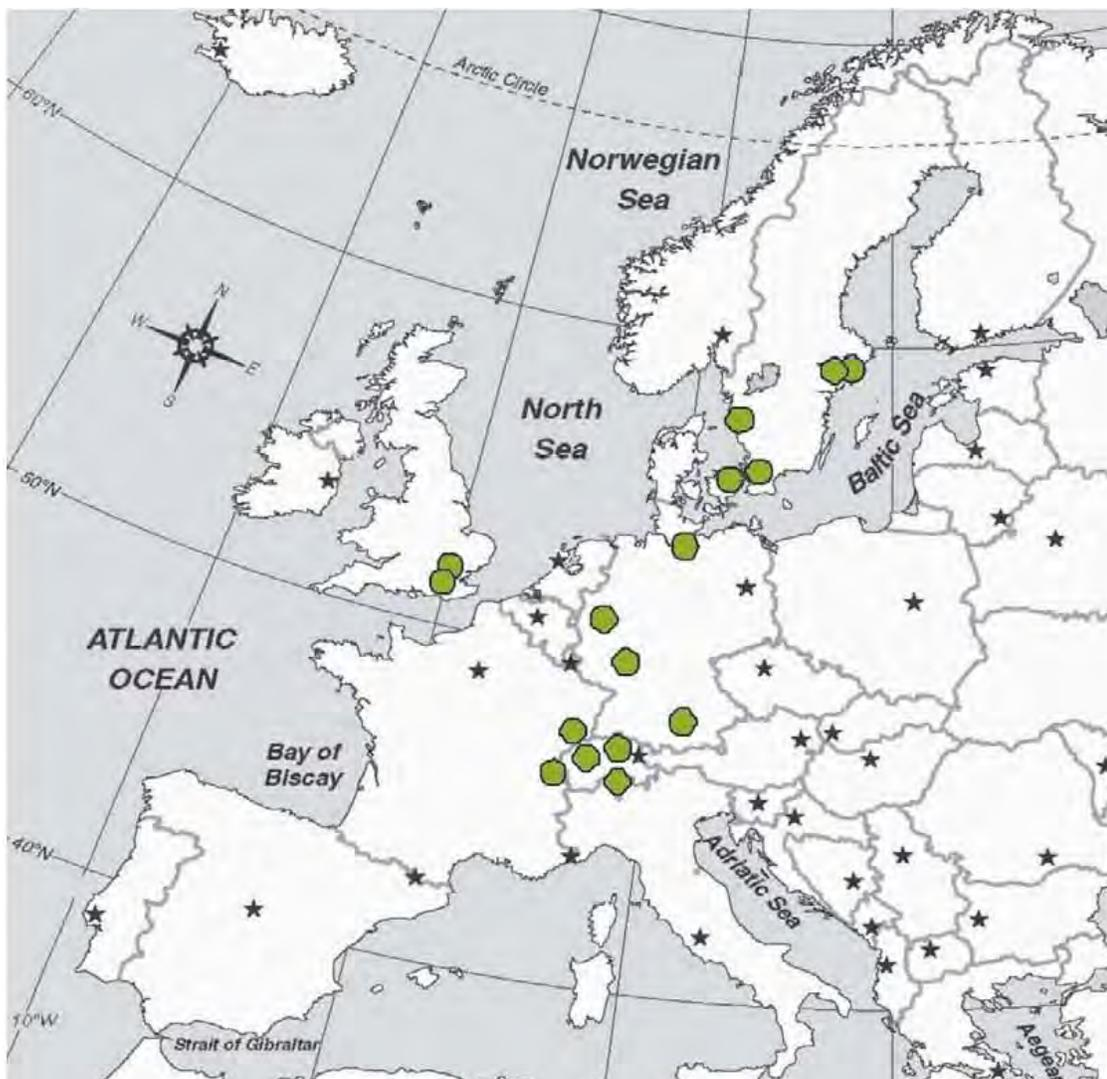 Arctic Circle
60°N
Norwegian
Sea
N
W
E
S
North
Sea
Baltic Sea
50°N
ATLANTIC
OCEAN
Bay of
Biscay
40°N
Adriatic Sea
10°W
Strait of Gibraltar
Aegean